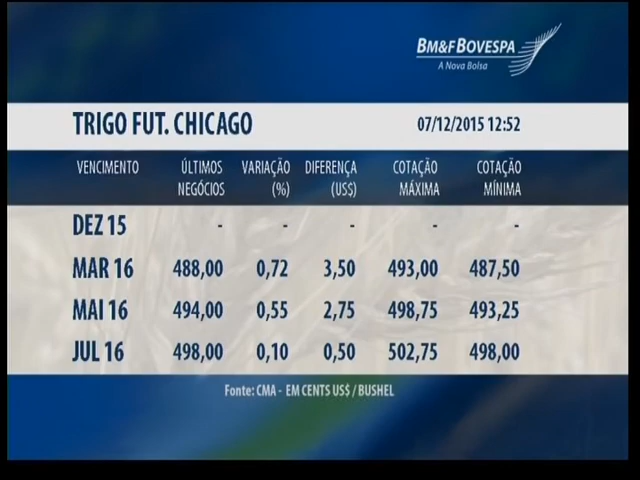 BM&FBOVESPA
A Nova Bolsa
TRIGO FUT. CHICAGO 07/12/2015 12:52
VENCIMENTO ÚLTIMOS NEGÓCIOS VARIAÇÃO (%) DIFERENÇA (US$) COTAÇÃO MÁXIMA COTAÇÃO MÍNIMA
DEZ 15 - - - - -
MAR 16 488,00 0,72 3,50 493,00 487,50
MAI 16 494,00 0,55 2,75 498,75 493,25
JUL 16 498,00 0,10 0,50 502,75 498,00
Fonte: CMA - EM CENTS US$ / BUSHEL